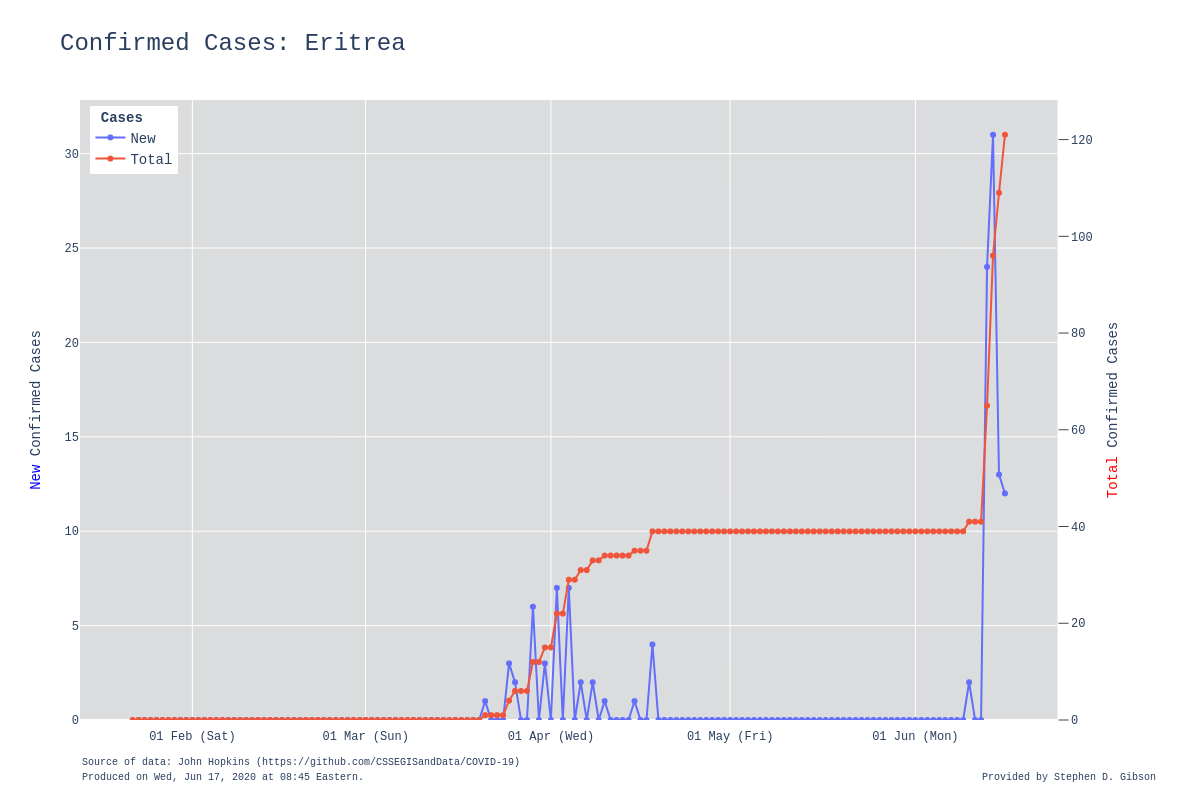 Confirmed Cases: Eritrea
Cases
New
Total
30
25
20
15
10
5
0
120
100
80
60
40
20
0
New Confirmed Cases
Total Confirmed Cases
01 Feb (Sat)
01 Mar (Sun)
01 Apr (Wed)
01 May (Fri)
01 Jun (Mon)
Source of data: John Hopkins (https://github.com/CSSEGISandData/COVID-19)
Produced on Wed, Jun 17, 2020 at 08:45 Eastern.
Provided by Stephen D. Gibson